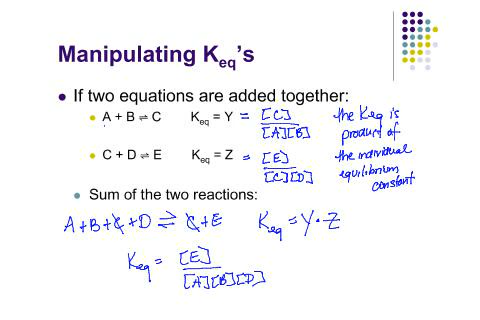 Manipulating Keq's
If two equations are added together:
A + B ⇌ C Keq = Y = [C] / [A][B]
C + D ⇌ E Keq = Z = [E] / [C][D]
the Keq is
product of
the individual
equilibrium
constant
Sum of the two reactions:
A+B+C+D ⇌ C+E Keq = Y·Z
Keq = [E] / [A][B][D]